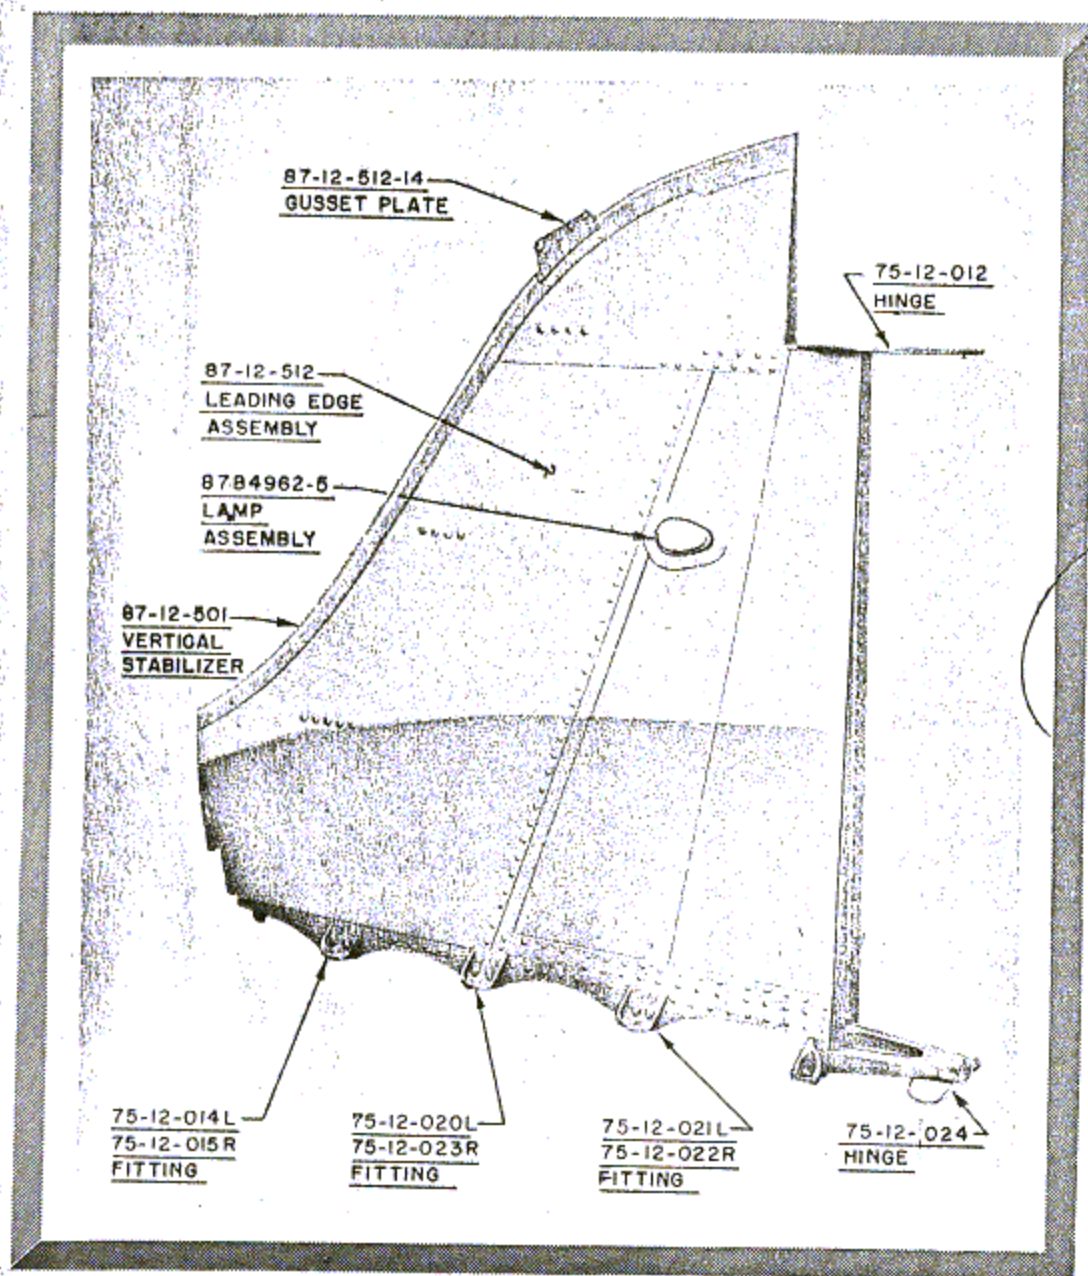 87-12-512-14
GUSSET PLATE
75-12-012
HINGE
87-12-512
LEADING EDGE
ASSEMBLY
87B4962-5
LAMP
ASSEMBLY
87-12-501
VERTICAL
STABILIZER
75-12-014L
75-12-015R
FITTING
75-12-020L
75-12-023R
FITTING
75-12-021L
75-12-022R
FITTING
75-12-024
HINGE